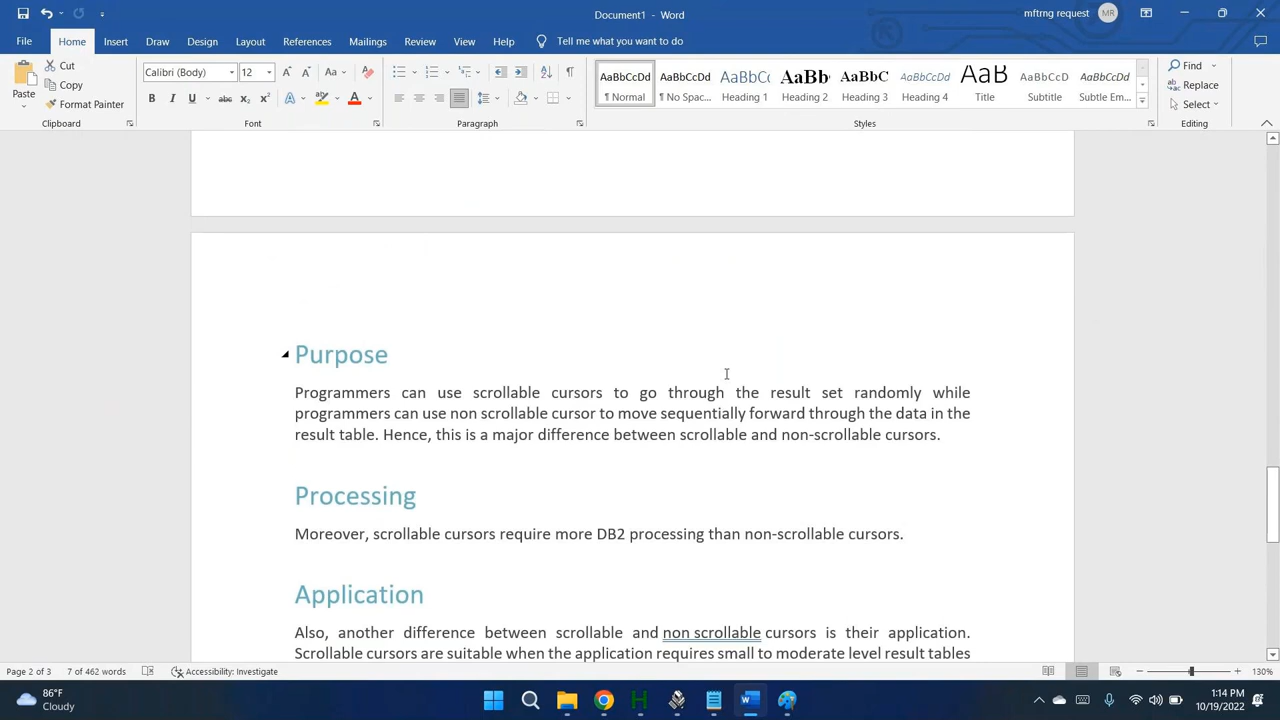 Document1 - Word
mftrng request MR
File Home Insert Draw Design Layout References Mailings Review View Help Tell me what you want to do
Paste
Cut
Copy
Format Painter
Calibri (Body) 12
Aa
B I U abc x2 x2 A A
AaBbCcDd AaBbCcDd AaBbCc AaBb AaBbC AaBbCcDd AaB AaBbCcD AaBbCcDd
¶ Normal ¶ No Spac... Heading 1 Heading 2 Heading 3 Heading 4 Title Subtitle Subtle Em...
Find
Replace
Select
Clipboard Font Paragraph Styles Editing
Purpose
Programmers can use scrollable cursors to go through the result set randomly while
programmers can use non scrollable cursor to move sequentially forward through the data in the
result table. Hence, this is a major difference between scrollable and non-scrollable cursors.
Processing
Moreover, scrollable cursors require more DB2 processing than non-scrollable cursors.
Application
Also, another difference between scrollable and non scrollable cursors is their application.
Scrollable cursors are suitable when the application requires small to moderate level result tables
Page 2 of 3 7 of 462 words Accessibility: Investigate 130%
86°F
Cloudy
1:14 PM
10/19/2022